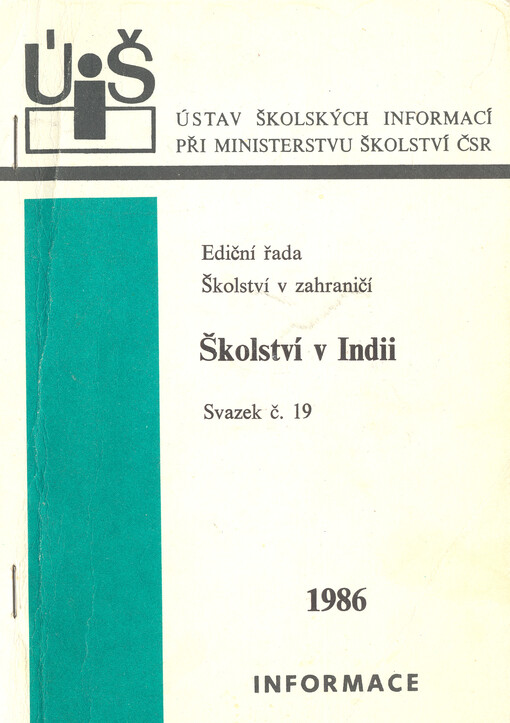 ÚIŠ
ÚSTAV ŠKOLSKÝCH INFORMACÍ
PŘI MINISTERSTVU ŠKOLSTVÍ ČSR
Ediční řada
Školství v zahraničí
Školství v Indii
Svazek č. 19
1986
INFORMACE